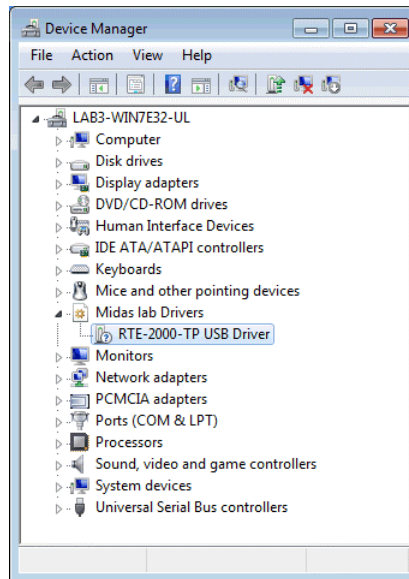 Device Manager
File Action View Help
LAB3-WIN7E32-UL
Computer
Disk drives
Display adapters
DVD/CD-ROM drives
Human Interface Devices
IDE ATA/ATAPI controllers
Keyboards
Mice and other pointing devices
Midas lab Drivers
RTE-2000-TP USB Driver
Monitors
Network adapters
PCMCIA adapters
Ports (COM & LPT)
Processors
Sound, video and game controllers
System devices
Universal Serial Bus controllers